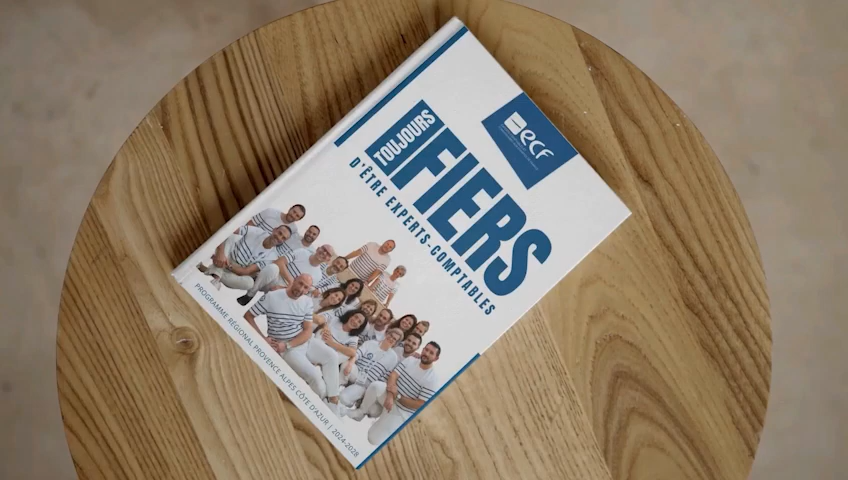 ecf
TOUJOURS
FIERS
D'ÊTRE EXPERTS-COMPTABLES
PROGRAMME RÉGIONAL PROVENCE ALPES CÔTE D'AZUR | 2024-2028